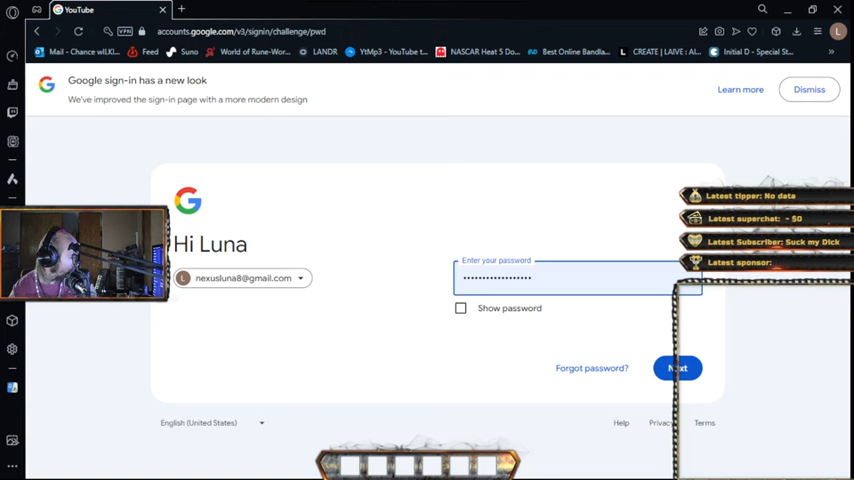 YouTube
VPN
accounts.google.com/v3/signin/challenge/pwd
L
Mail - Chance wILKI...
Feed
Suno
World of Rune-Wor...
LANDR
YtMp3 - YouTube t...
NASCAR Heat 5 Do...
Best Online Bandla...
CREATE | LAIVE : AI...
Initial D - Special St...
Google sign-in has a new look
We've improved the sign-in page with a more modern design
Learn more
Dismiss
Hi Luna
L nexusluna8@gmail.com
Enter your password
••••••••••••••••••
Show password
Forgot password?
Next
English (United States)
Help
Privacy
Terms
Latest tipper: No data
Latest superchat: - $0
Latest Subscriber: Suck my Dick
Latest sponsor: